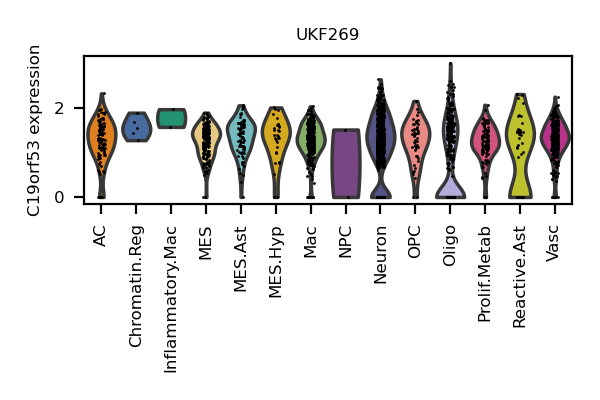 UKF269
C19orf53 expression
2
0
AC
Chromatin.Reg
Inflammatory.Mac
MES
MES.Ast
MES.Hyp
Mac
NPC
Neuron
OPC
Oligo
Prolif.Metab
Reactive.Ast
Vasc